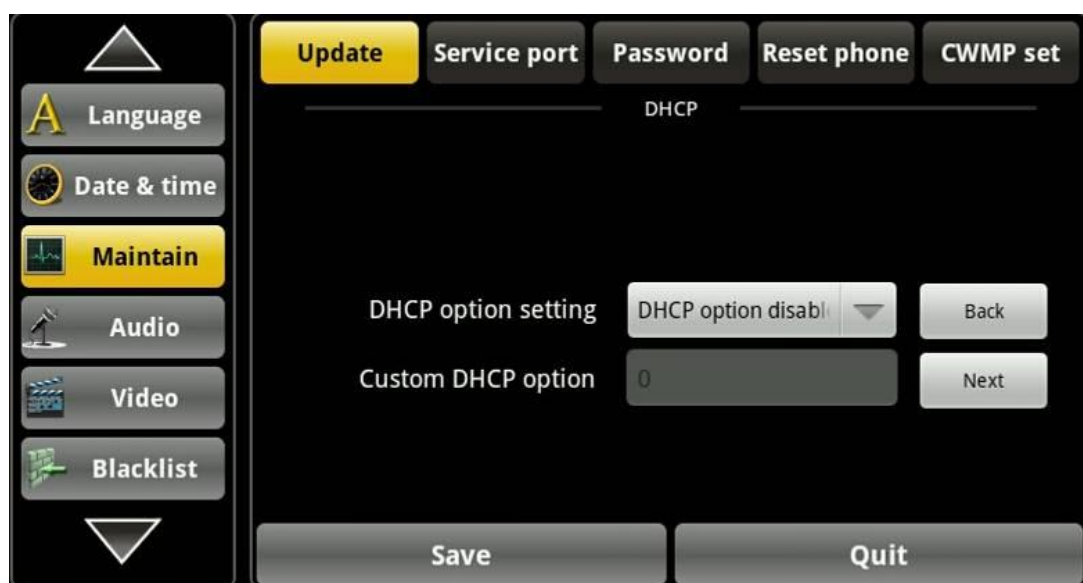 Update Service port Password Reset phone CWMP set
DHCP
Language
Date & time
Maintain
Audio
Video
Blacklist
DHCP option setting DHCP option disabl Back
Custom DHCP option 0 Next
Save Quit